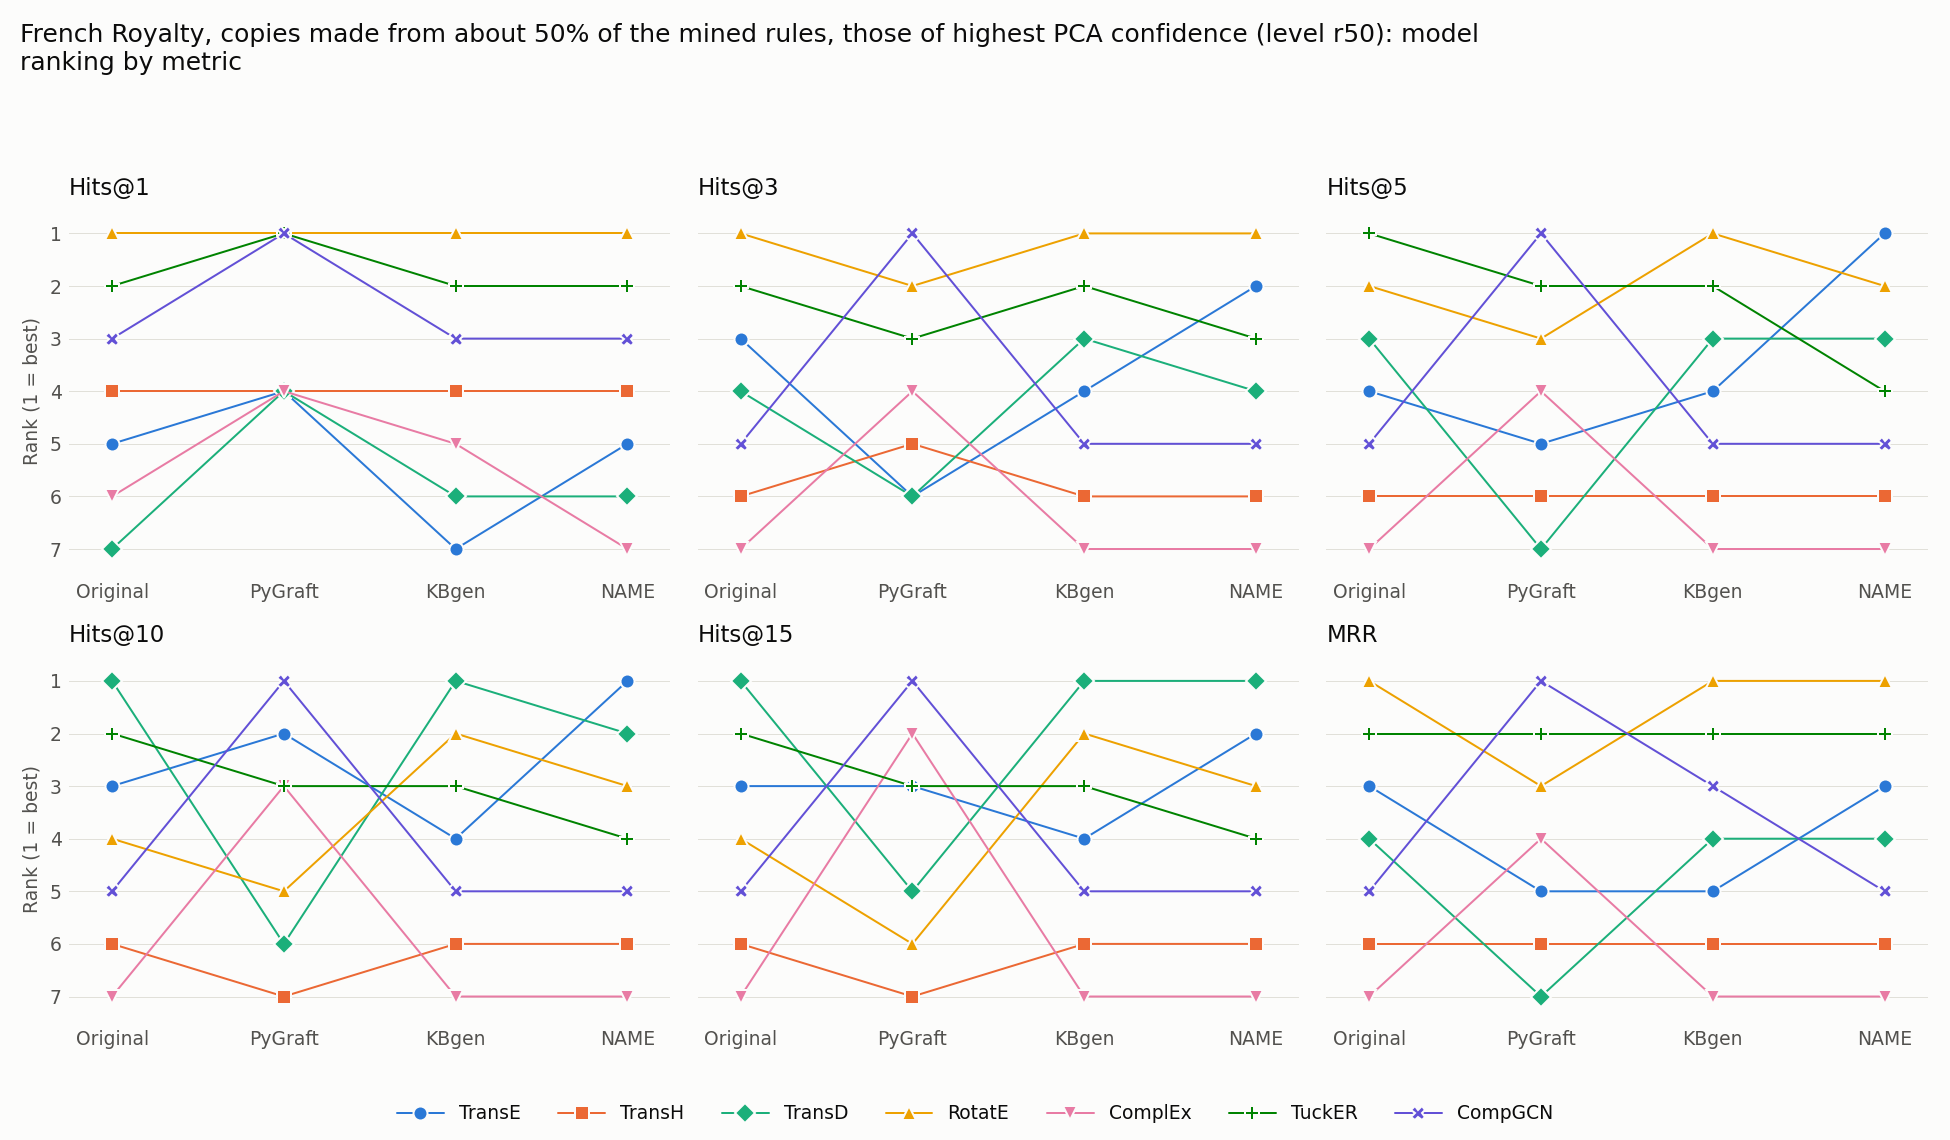 French Royalty, copies made from about 50% of the mined rules, those of highest PCA confidence (level r50): model
ranking by metric
Hits@1
Hits@3
Hits@5
Rank (1 = best)
1
2
3
4
5
6
7
Original PyGraft KBgen NAME
Original PyGraft KBgen NAME
Original PyGraft KBgen NAME
Hits@10
Hits@15
MRR
Rank (1 = best)
1
2
3
4
5
6
7
Original PyGraft KBgen NAME
Original PyGraft KBgen NAME
Original PyGraft KBgen NAME
TransE TransH TransD RotatE ComplEx TuckER CompGCN